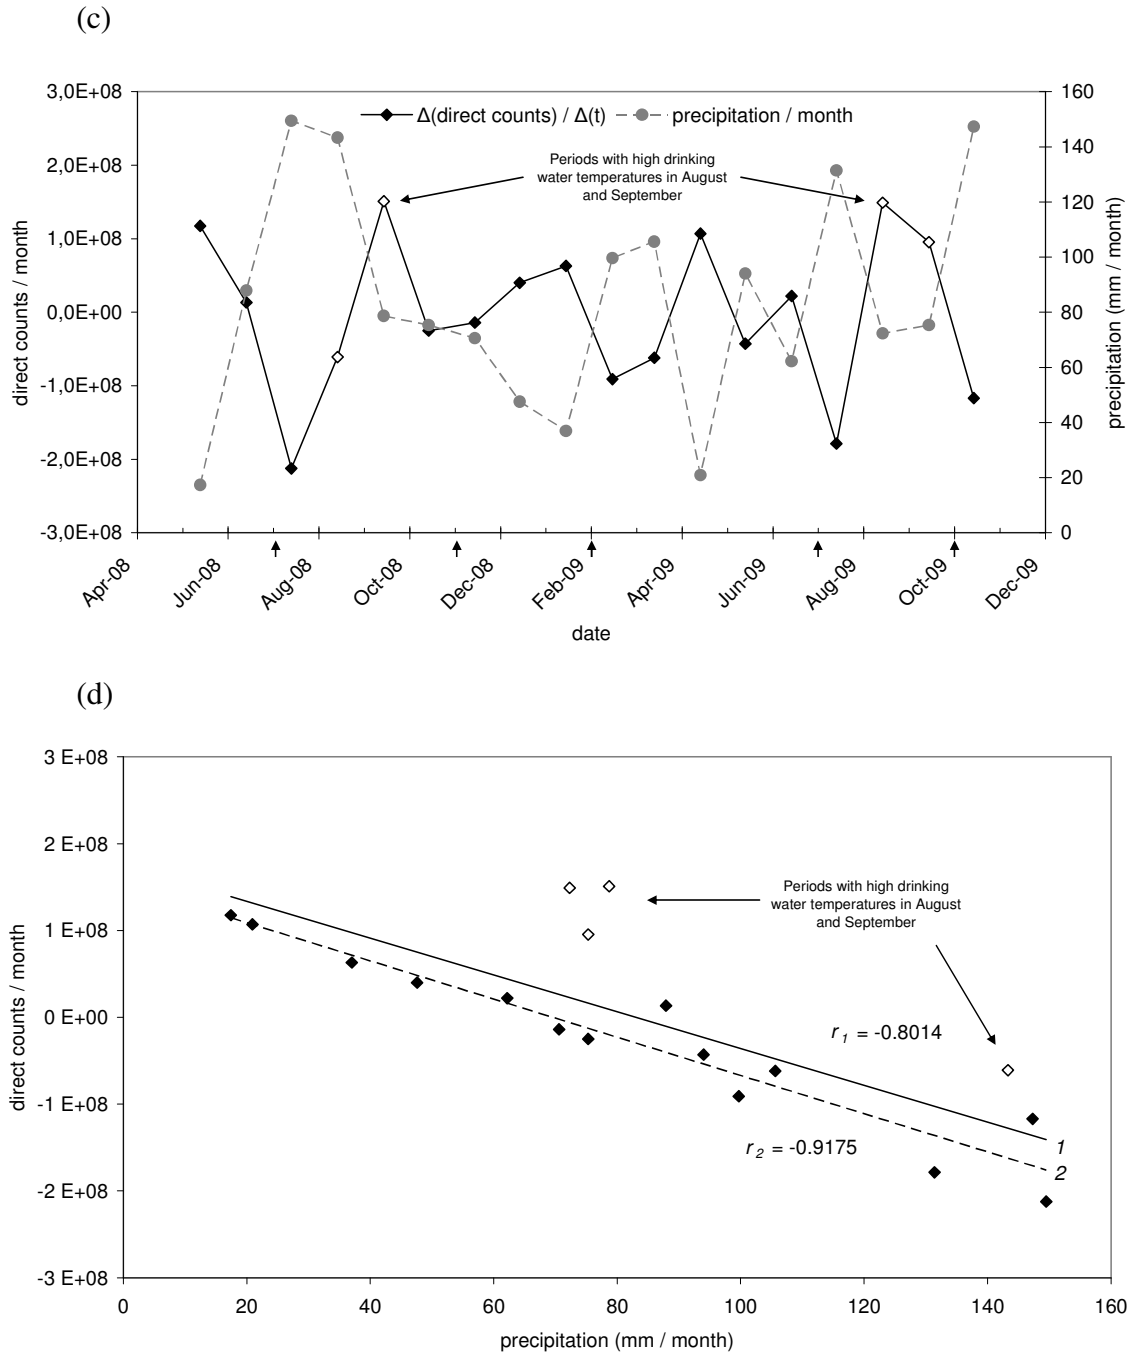 (c)
3,0E+08
2,0E+08
1,0E+08
0,0E+00
-1,0E+08
-2,0E+08
-3,0E+08
direct counts / month
Δ(direct counts) / Δ(t)
precipitation / month
Periods with high drinking
water temperatures in August
and September
160
140
120
100
80
60
40
20
0
precipitation (mm / month)
Apr-08
Jun-08
Aug-08
Oct-08
Dec-08
Feb-09
Apr-09
Jun-09
Aug-09
Oct-09
Dec-09
date
(d)
3 E+08
2 E+08
1 E+08
0 E+00
-1 E+08
-2 E+08
-3 E+08
direct counts / month
Periods with high drinking
water temperatures in August
and September
r1 = -0.8014
r2 = -0.9175
1
2
0
20
40
60
80
100
120
140
160
precipitation (mm / month)